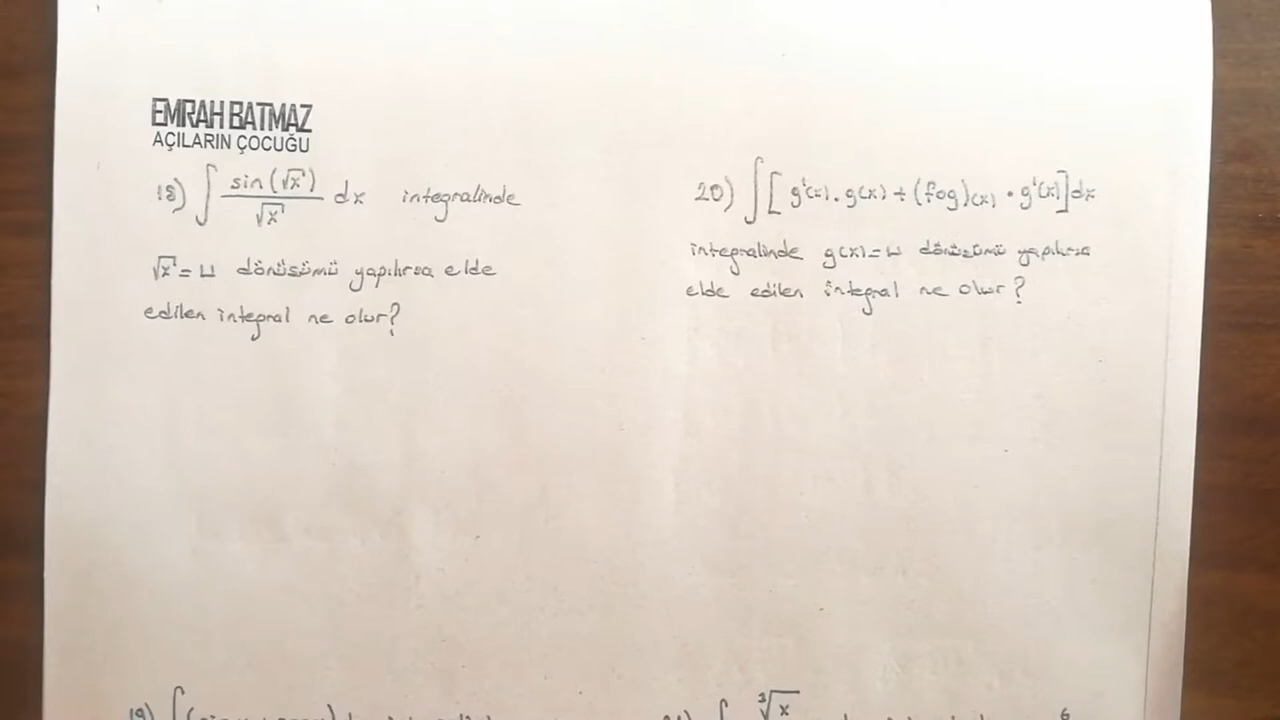 EMRAH BATMAZ
AÇILARIN ÇOCUĞU
18) ∫ sin(√x)/√x dx integralinde
√x = u dönüşümü yapılırsa elde
edilen integral ne olur?
20) ∫[g'(x).g(x) + (fog)(x) · g'(x)]dx
integralinde g(x)=u dönüşümü yapılırsa
elde edilen integral ne olur?
19) ∫
∛x
6